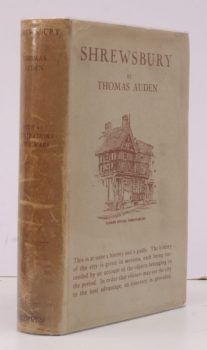 SHREWSBURY
THOMAS
AUDEN
SHREWSBURY
BY
THOMAS AUDEN
This is at once a history and a guide. The history
of the city is given in sections, each being suc-
ceeded by an account of the objects belonging to
the period. In order that visitors may see the city
to the best advantage, an itinerary is provided